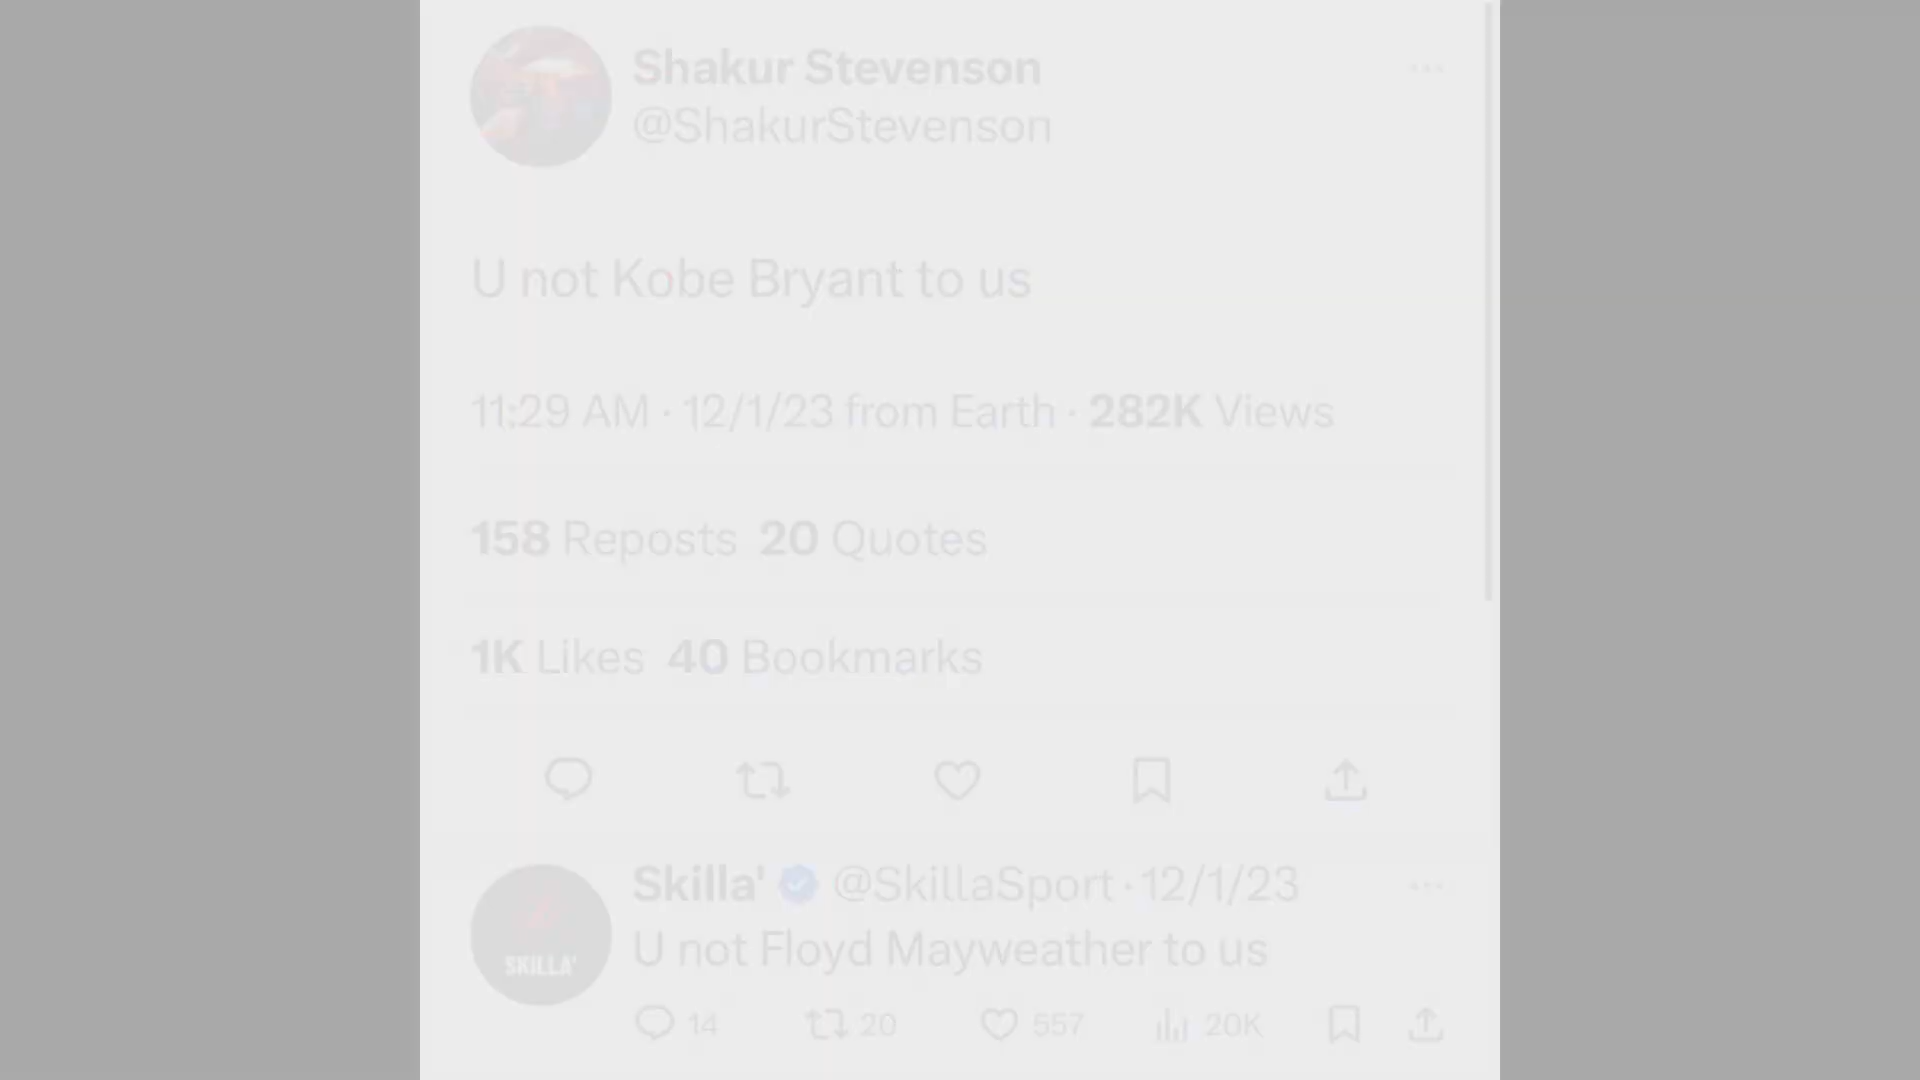 Shakur Stevenson
@ShakurStevenson
U not Kobe Bryant to us
11:29 AM · 12/1/23 from Earth · 282K Views
158 Reposts 20 Quotes
1K Likes 40 Bookmarks
Skilla' @SkillaSport · 12/1/23
SKILLA'
U not Floyd Mayweather to us
14 20 557 20K